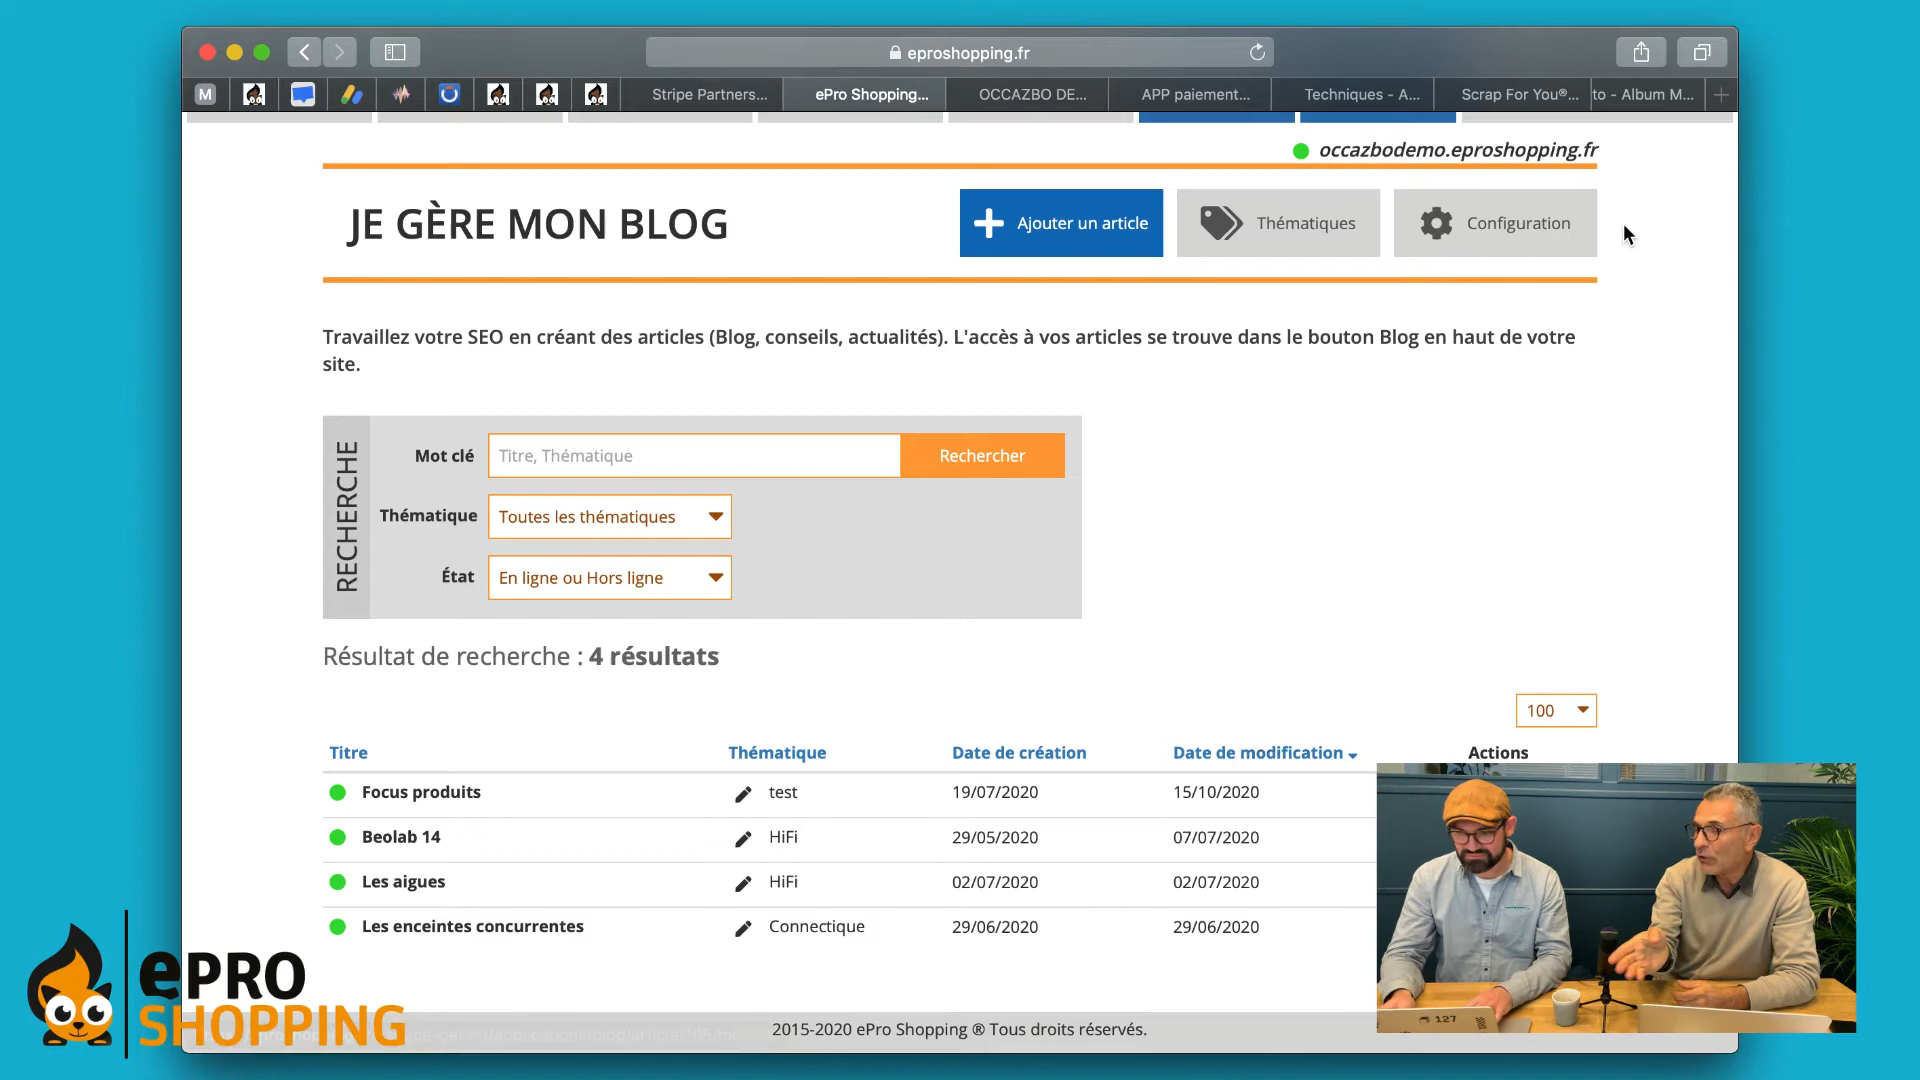 eproshopping.fr
M
Stripe Partners...
ePro Shopping...
OCCAZBO DE...
APP paiement...
Techniques - A...
Scrap For You®...
to - Album M...
occazbodemo.eproshopping.fr
JE GÈRE MON BLOG
Ajouter un article
Thématiques
Configuration
Travaillez votre SEO en créant des articles (Blog, conseils, actualités). L'accès à vos articles se trouve dans le bouton Blog en haut de votre
site.
RECHERCHE
Mot clé
Titre, Thématique
Rechercher
Thématique
Toutes les thématiques
État
En ligne ou Hors ligne
Résultat de recherche : 4 résultats
100
Titre
Thématique
Date de création
Date de modification
Actions
Focus produits
test
19/07/2020
15/10/2020
Beolab 14
HiFi
29/05/2020
07/07/2020
Les aigues
HiFi
02/07/2020
02/07/2020
Les enceintes concurrentes
Connectique
29/06/2020
29/06/2020
127
ePRO
SHOPPING
2015-2020 ePro Shopping ® Tous droits réservés.